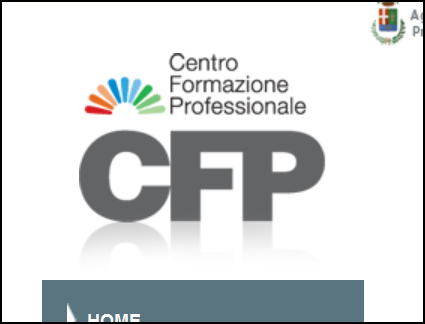 Centro
Formazione
Professionale
CFP
HOME